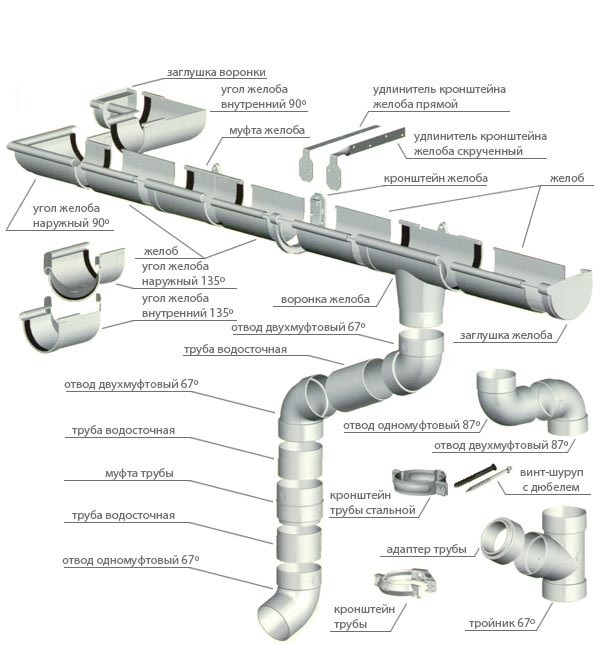 заглушка воронки
угол желоба
внутренний 90º
муфта желоба
удлинитель кронштейна
желоба прямой
удлинитель кронштейна
желоба скрученный
кронштейн желоба
желоб
угол желоба
наружный 90º
желоб
угол желоба
наружный 135º
угол желоба
внутренний 135º
воронка желоба
заглушка желоба
отвод двухмуфтовый 67º
труба водосточная
отвод двухмуфтовый 67º
труба водосточная
муфта трубы
труба водосточная
отвод одномуфтовый 67º
отвод одномуфтовый 87º
отвод двухмуфтовый 87º
кронштейн
трубы стальной
винт-шуруп
с дюбелем
адаптер трубы
кронштейн
трубы
тройник 67º